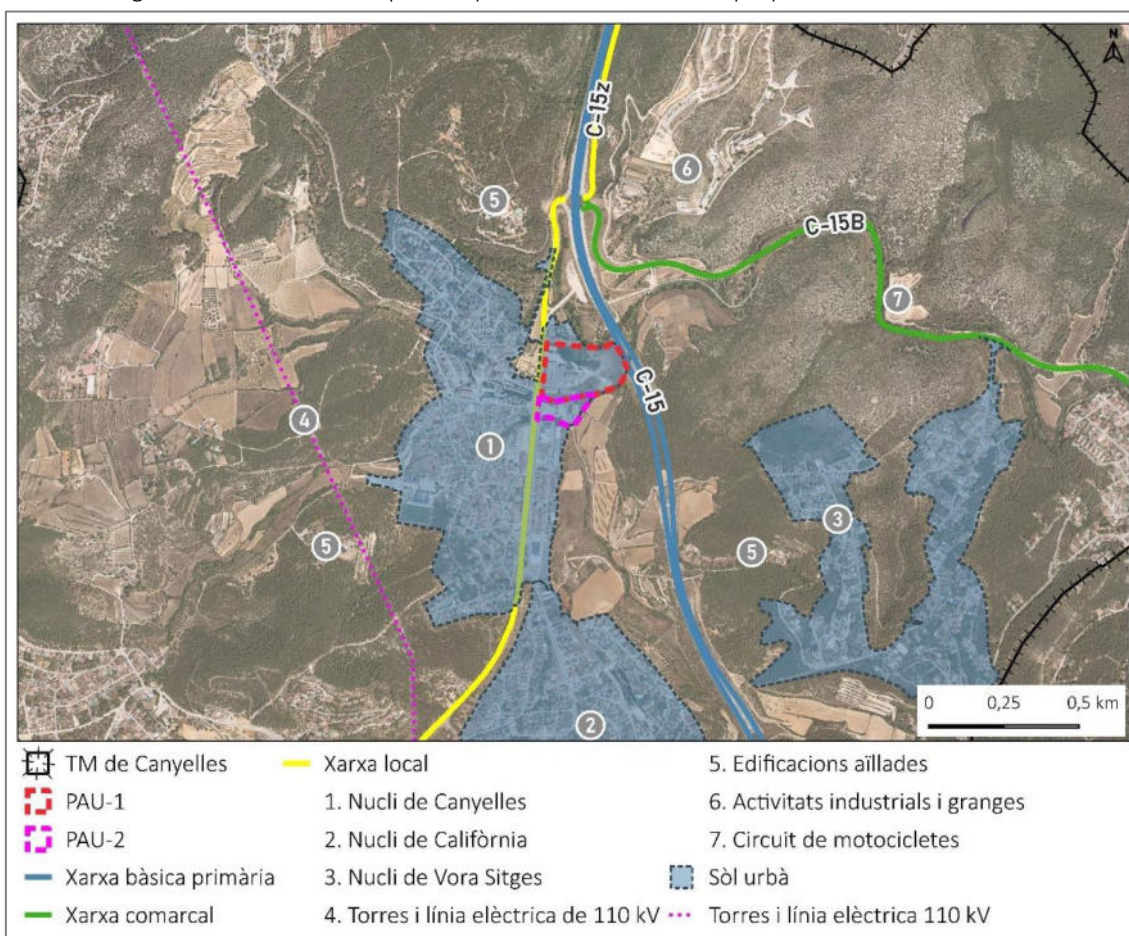 N
C-15z
6
5
C-15B
7
C-15
4
1
3
5
5
2
0 0,25 0,5 km
TM de Canyelles
PAU-1
PAU-2
Xarxa bàsica primària
Xarxa comarcal
Xarxa local
1. Nucli de Canyelles
2. Nucli de Califòrnia
3. Nucli de Vora Sitges
4. Torres i línia elèctrica de 110 kV
5. Edificacions aïllades
6. Activitats industrials i granges
7. Circuit de motocicletes
Sòl urbà
Torres i línia elèctrica 110 kV